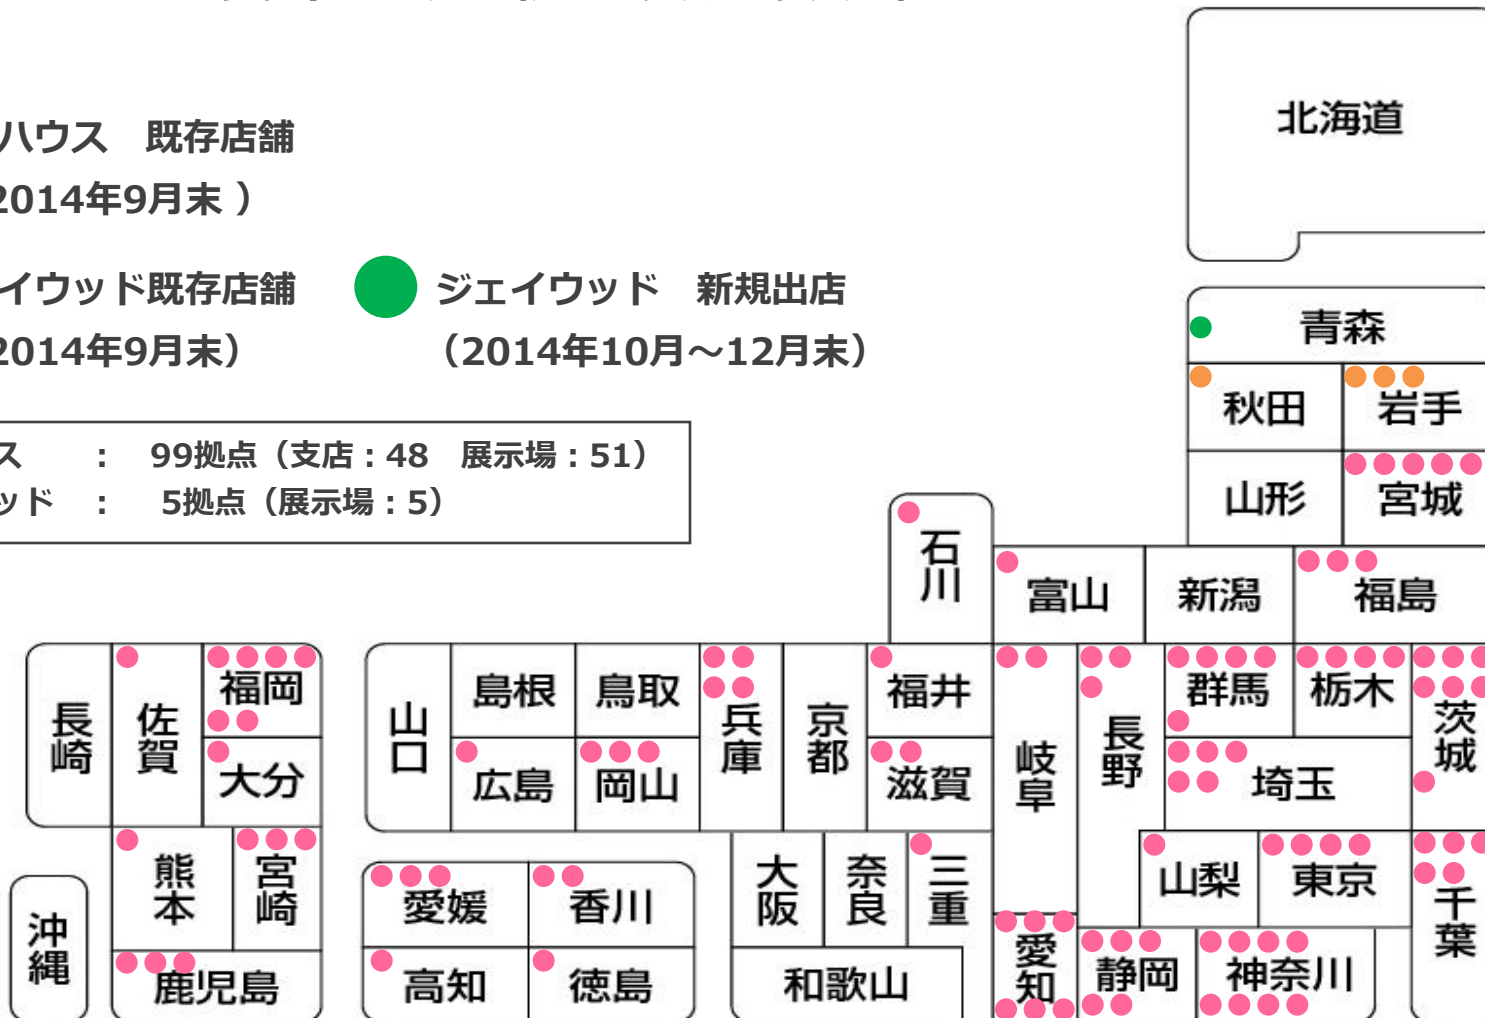 ハウス 既存店舗
2014年9月末 )
イウッド既存店舗
2014年9月末)
ジェイウッド 新規出店
(2014年10月～12月末)
ス : 99拠点(支店:48 展示場:51)
ッド : 5拠点(展示場:5)
北海道
青森
秋田
岩手
山形
宮城
石川
富山
新潟
福島
長崎
佐賀
福岡
大分
山口
島根
鳥取
広島
岡山
兵庫
京都
福井
滋賀
岐阜
長野
群馬
栃木
茨城
埼玉
熊本
宮崎
鹿児島
沖縄
愛媛
香川
高知
徳島
大阪
奈良
三重
和歌山
愛知
山梨
東京
静岡
神奈川
千葉